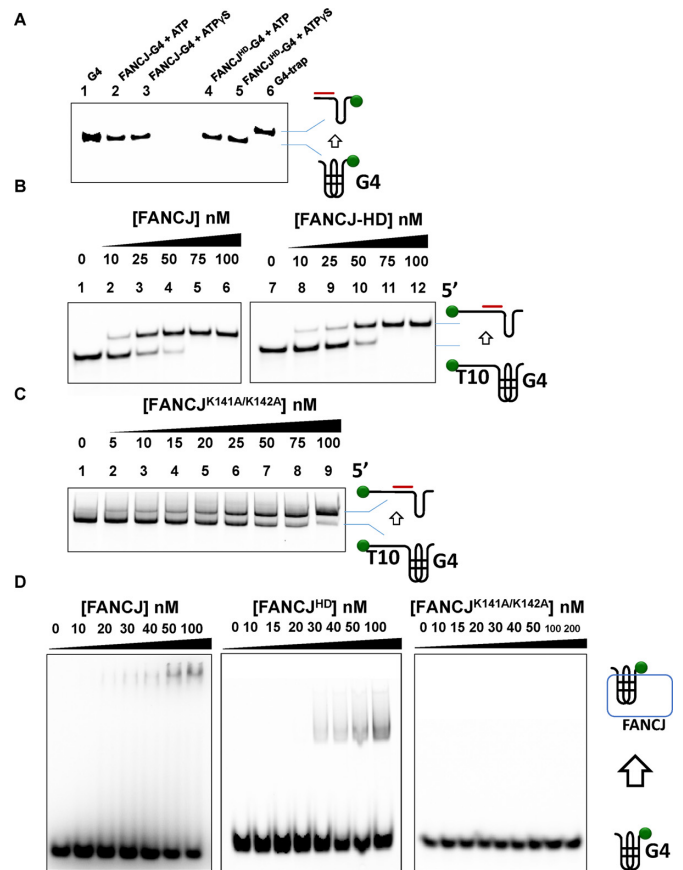 A
G4
FANCJ-G4 + ATP
FANCJ-G4 + ATPγS
FANCJHD-G4 + ATP
FANCJHD-G4 + ATPγS
G4-trap
1 2 3 4 5 6
G4
B
[FANCJ] nM [FANCJ-HD] nM
0 10 25 50 75 100 0 10 25 50 75 100
1 2 3 4 5 6 7 8 9 10 11 12 5'
T10 G4
C
[FANCJK141A/K142A] nM
0 5 10 15 20 25 50 75 100
1 2 3 4 5 6 7 8 9 5'
T10 G4
D
[FANCJ] nM [FANCJHD] nM [FANCJK141A/K142A] nM
0 10 20 30 40 50 100 0 10 15 20 30 40 50 100 0 10 15 20 30 40 50 100 200
FANCJ
G4